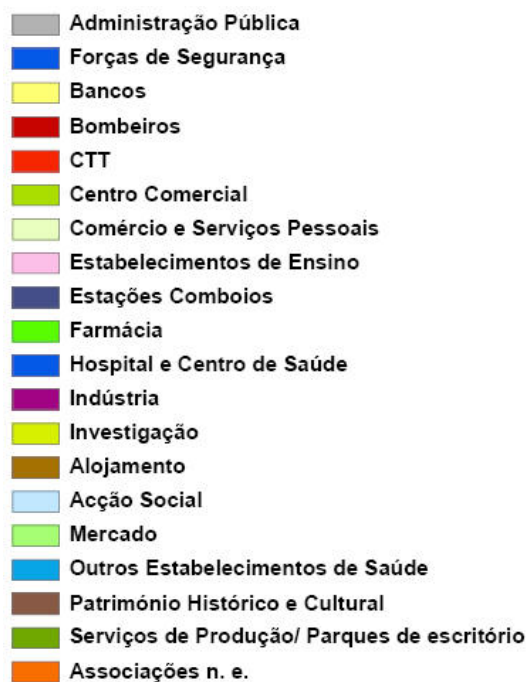 Administração Pública
Forças de Segurança
Bancos
Bombeiros
CTT
Centro Comercial
Comércio e Serviços Pessoais
Estabelecimentos de Ensino
Estações Comboios
Farmácia
Hospital e Centro de Saúde
Indústria
Investigação
Alojamento
Acção Social
Mercado
Outros Estabelecimentos de Saúde
Património Histórico e Cultural
Serviços de Produção/ Parques de escritório
Associações n. e.